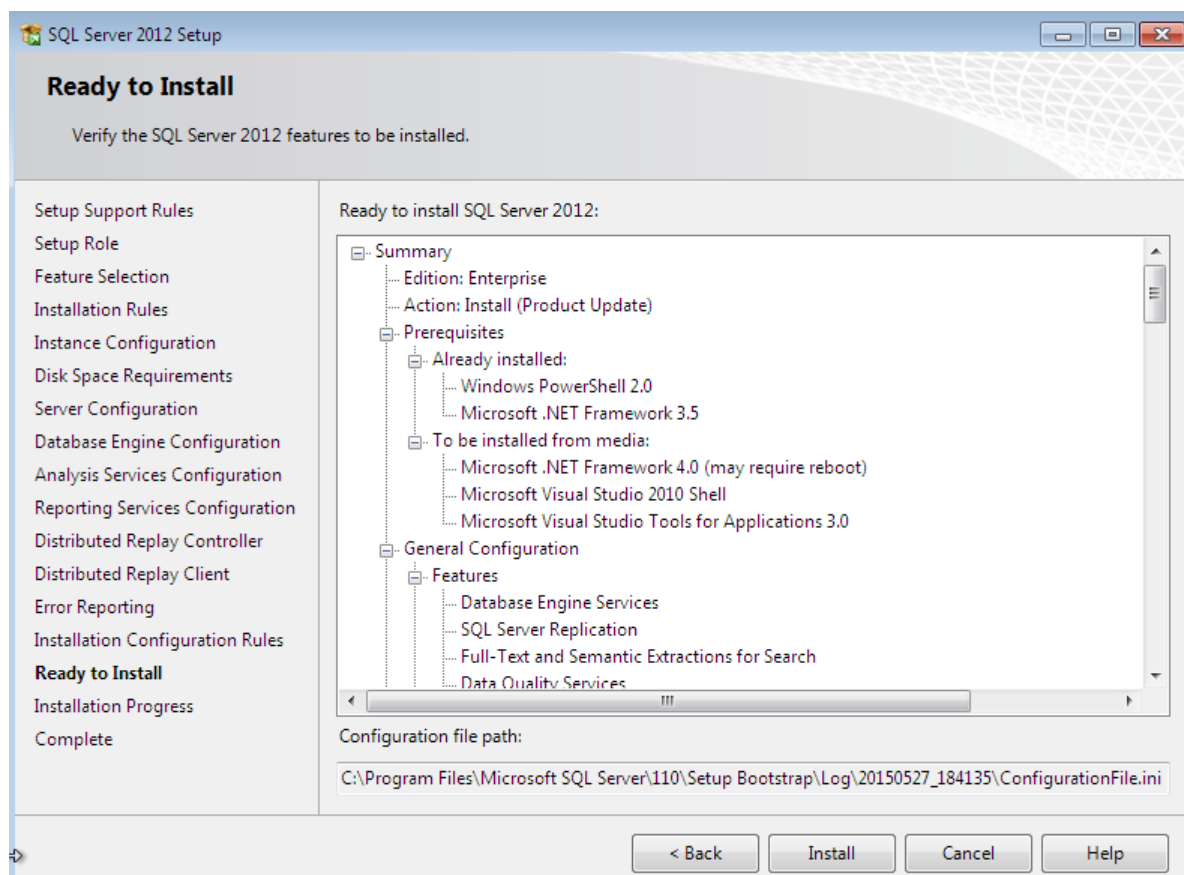 SQL Server 2012 Setup
Ready to Install
Verify the SQL Server 2012 features to be installed.
Setup Support Rules
Setup Role
Feature Selection
Installation Rules
Instance Configuration
Disk Space Requirements
Server Configuration
Database Engine Configuration
Analysis Services Configuration
Reporting Services Configuration
Distributed Replay Controller
Distributed Replay Client
Error Reporting
Installation Configuration Rules
Ready to Install
Installation Progress
Complete
Ready to install SQL Server 2012:
Summary
Edition: Enterprise
Action: Install (Product Update)
Prerequisites
Already installed:
Windows PowerShell 2.0
Microsoft .NET Framework 3.5
To be installed from media:
Microsoft .NET Framework 4.0 (may require reboot)
Microsoft Visual Studio 2010 Shell
Microsoft Visual Studio Tools for Applications 3.0
General Configuration
Features
Database Engine Services
SQL Server Replication
Full-Text and Semantic Extractions for Search
Data Quality Services
Configuration file path:
C:\Program Files\Microsoft SQL Server\110\Setup Bootstrap\Log\20150527_184135\ConfigurationFile.ini
< Back
Install
Cancel
Help